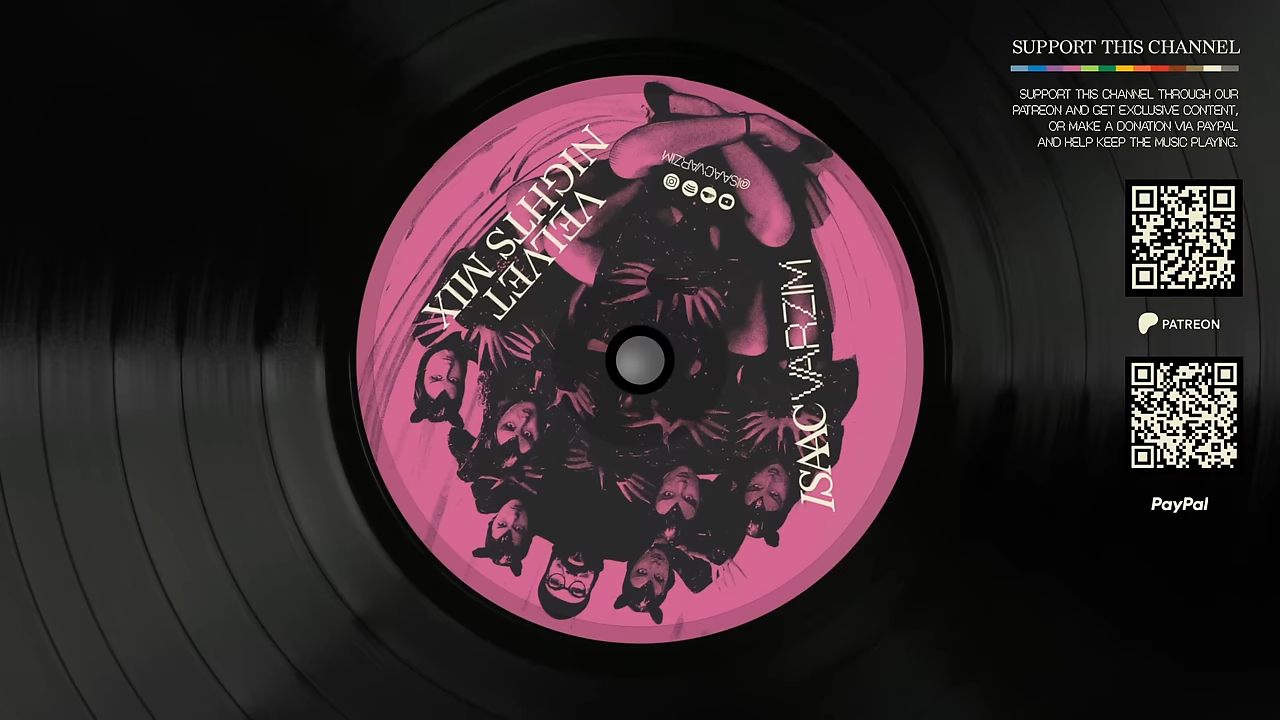 VELVET
NIGHTS MIX
@ISAACVARZIM
ISAAC VARZIM
SUPPORT THIS CHANNEL
SUPPORT THIS CHANNEL THROUGH OUR
PATREON AND GET EXCLUSIVE CONTENT,
OR MAKE A DONATION VIA PAYPAL
AND HELP KEEP THE MUSIC PLAYING.
PATREON
PayPal